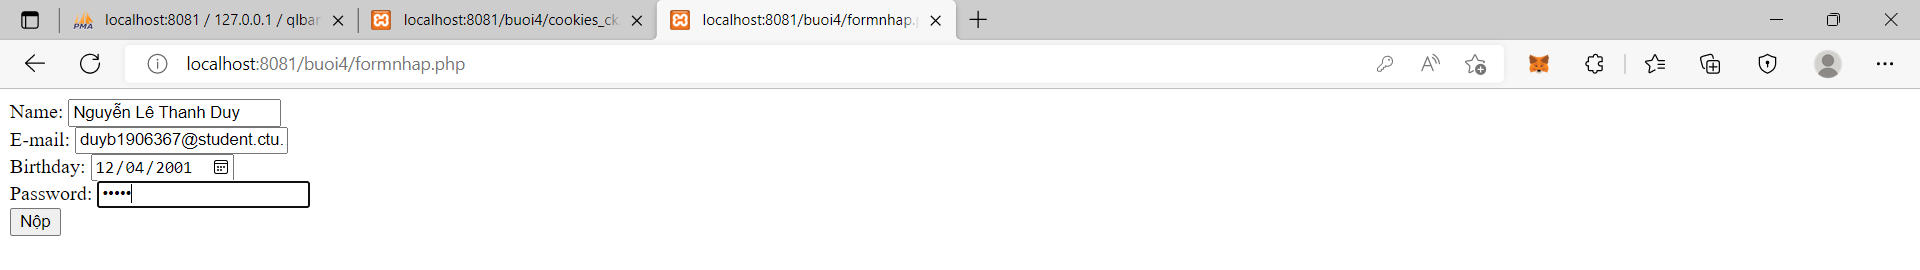 PMA localhost:8081 / 127.0.0.1 / qlbar
localhost:8081/buoi4/cookies_ck
localhost:8081/buoi4/formnhap.
localhost:8081/buoi4/formnhap.php
Name: Nguyễn Lê Thanh Duy
E-mail: duyb1906367@student.ctu.
Birthday: 12/04/2001
Password: •••••
Nộp